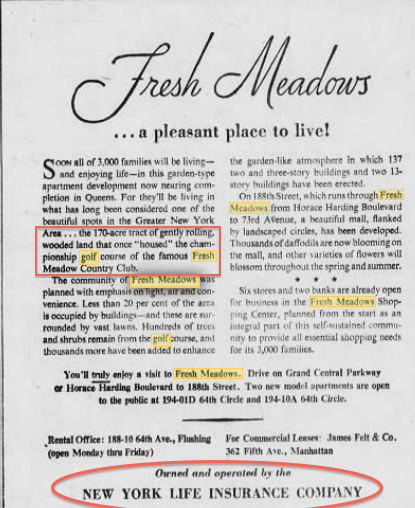 Fresh Meadows
...a pleasant place to live!
SOON all of 3,000 families will be living—
and enjoying life—in this garden-type
apartment development now nearing com-
pletion in Queens. For they'll be living in
what has long been considered one of the
beautiful spots in the Greater New York
Area . . . the 170-acre tract of gently rolling,
wooded land that once "housed" the cham-
pionship golf course of the famous Fresh
Meadow Country Club.
The community of Fresh Meadows was
planned with emphasis on light, air and con-
venience. Less than 20 per cent of the area
is occupied by buildings—and these are sur-
rounded by vast lawns. Hundreds of trees
and shrubs remain from the golf course, and
thousands more have been added to enhance
the garden-like atmosphere in which 137
two and three-story buildings and two 13-
story buildings have been erected.
On 188th Street, which runs through Fresh
Meadows from Horace Harding Boulevard
to 73rd Avenue, a beautiful mall, flanked
by landscaped circles, has been developed.
Thousands of daffodils are now blooming on
the mall, and other varieties of flowers will
blossom throughout the spring and summer.
* * *
Six stores and two banks are already open
for business in the Fresh Meadows Shop-
ping Center, planned from the start as an
integral part of this self-sustained commu-
nity to provide all essential shopping needs
for its 3,000 families.
You'll truly enjoy a visit to Fresh Meadows. Drive on Grand Central Parkway
or Horace Harding Boulevard to 188th Street. Two new model apartments are open
to the public at 194-01D 64th Circle and 194-10A 64th Circle.
Rental Office: 188-10 64th Ave., Flushing
(open Monday thru Friday)
For Commercial Leases: James Felt & Co.
362 Fifth Ave., Manhattan
Owned and operated by the
NEW YORK LIFE INSURANCE COMPANY